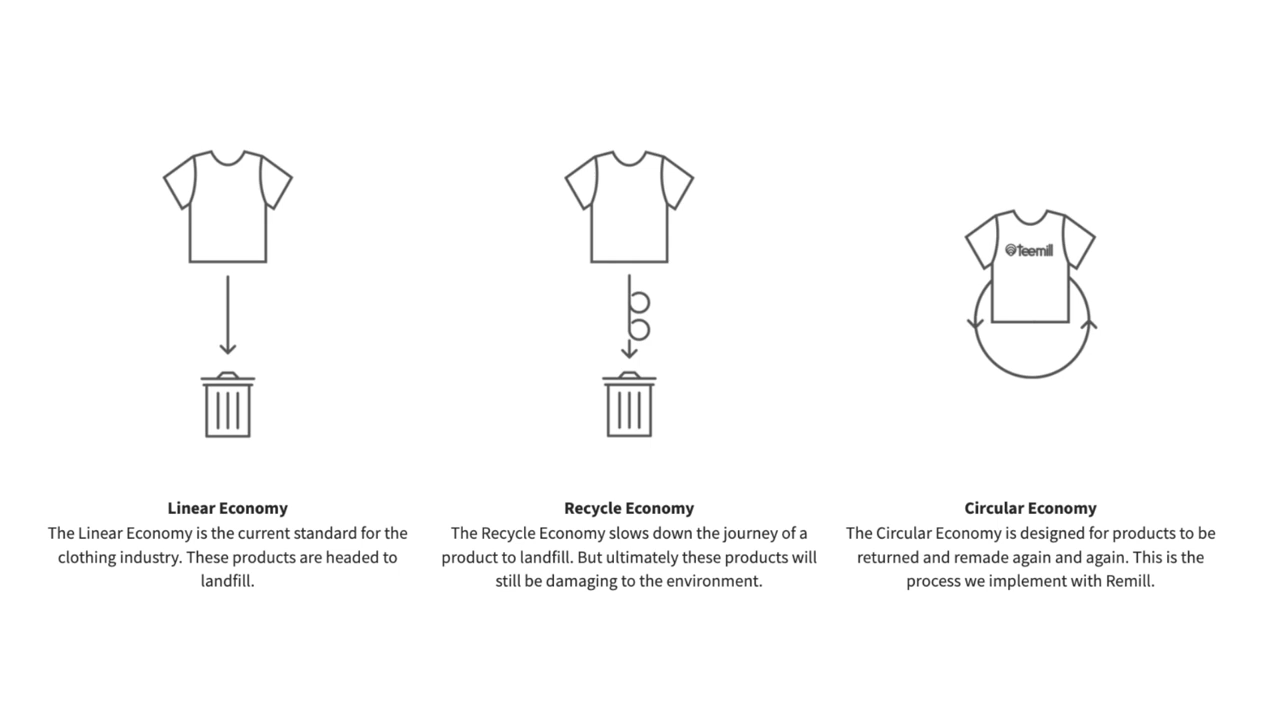 Teemill
Linear Economy
The Linear Economy is the current standard for the
clothing industry. These products are headed to
landfill.
Recycle Economy
The Recycle Economy slows down the journey of a
product to landfill. But ultimately these products will
still be damaging to the environment.
Circular Economy
The Circular Economy is designed for products to be
returned and remade again and again. This is the
process we implement with Remill.